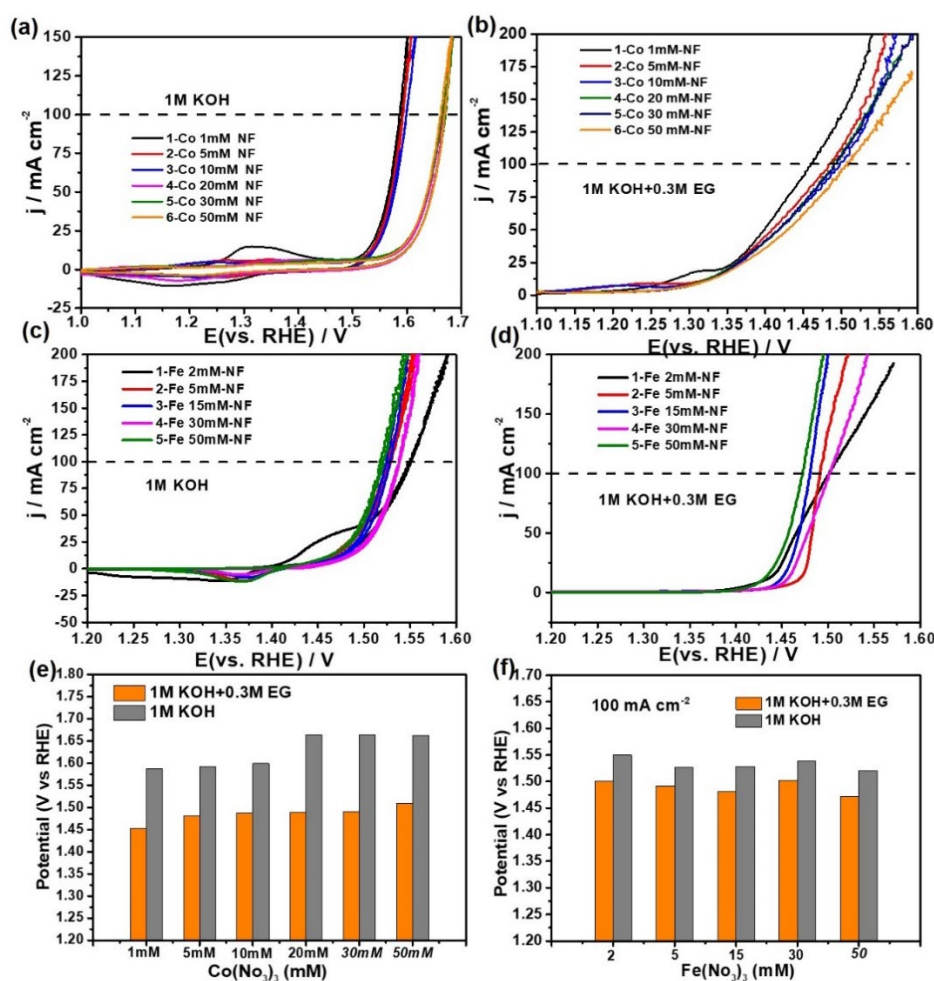 (a)
150
125
100
75
50
25
0
-25
j / mA cm-2
1M KOH
1-Co 1mM NF
2-Co 5mM NF
3-Co 10mM NF
4-Co 20mM NF
5-Co 30mM NF
6-Co 50mM NF
1.0 1.1 1.2 1.3 1.4 1.5 1.6 1.7
E(vs. RHE) / V
(b)
200
150
100
50
0
j / mA cm-2
1-Co 1mM-NF
2-Co 5mM-NF
3-Co 10mM-NF
4-Co 20 mM-NF
5-Co 30 mM-NF
6-Co 50 mM-NF
1M KOH+0.3M EG
1.10 1.15 1.20 1.25 1.30 1.35 1.40 1.45 1.50 1.55 1.60
E(vs. RHE) / V
(c)
200
150
100
50
25
0
-50
j / mA cm-2
1-Fe 2mM-NF
2-Fe 5mM-NF
3-Fe 15mM-NF
4-Fe 30mM-NF
5-Fe 50mM-NF
1M KOH
1.20 1.25 1.30 1.35 1.40 1.45 1.50 1.55 1.60
E(vs. RHE) / V
(d)
200
150
100
50
0
j / mA cm-2
1-Fe 2mM-NF
2-Fe 5mM-NF
3-Fe 15mM-NF
4-Fe 30mM-NF
5-Fe 50mM-NF
1M KOH+0.3M EG
1.20 1.25 1.30 1.35 1.40 1.45 1.50 1.55 1.60
E(vs. RHE) / V
(e)
1.80
1.75
1.70
1.65
1.60
1.55
1.50
1.45
1.40
1.35
1.30
1.25
1.20
Potential (V vs RHE)
1M KOH+0.3M EG
1M KOH
1mM 5mM 10mM 20mM 30mM 50mM
Co(No3)3 (mM)
(f)
1.70
1.65
1.60
1.55
1.50
1.45
1.40
1.35
1.30
1.25
1.20
Potential (V vs RHE)
100 mA cm-2
1M KOH+0.3M EG
1M KOH
2 5 15 30 50
Fe(No3)3 (mM)